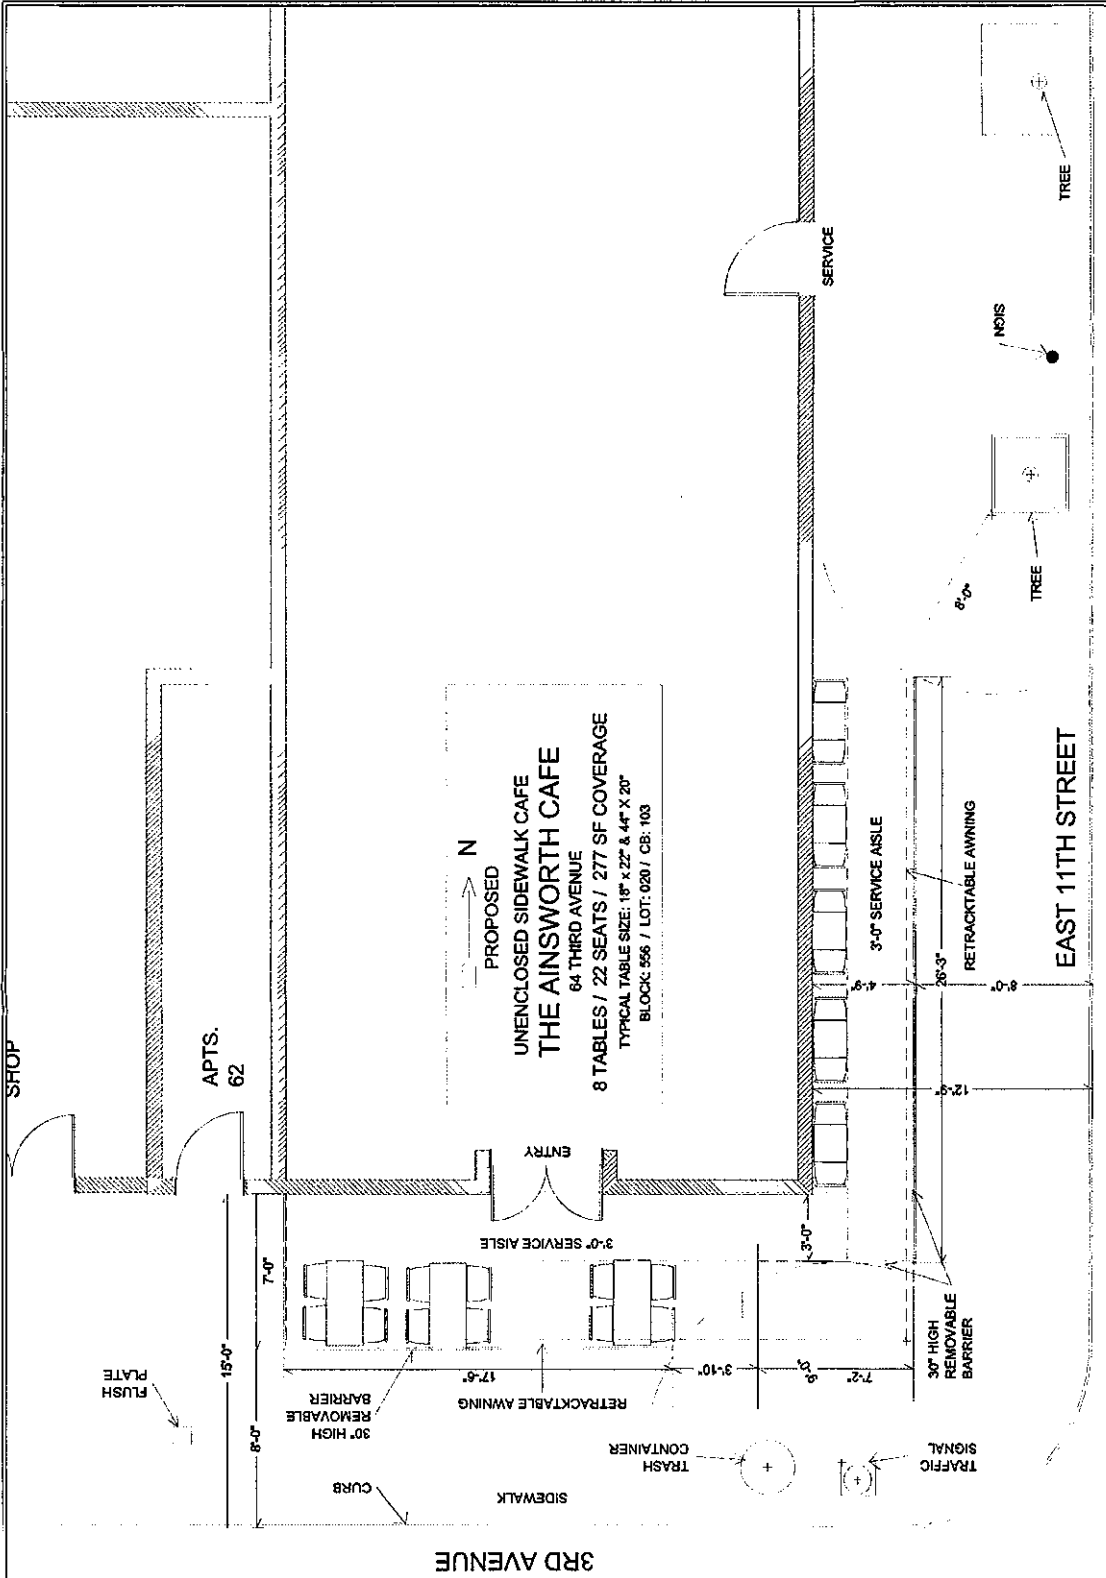 SHOP
APTS.
62
N
PROPOSED
UNENCLOSED SIDEWALK CAFE
THE AINSWORTH CAFE
64 THIRD AVENUE
8 TABLES / 22 SEATS / 277 SF COVERAGE
TYPICAL TABLE SIZE: 18" x 22" & 44" X 20"
BLOCK: 556 / LOT: 020 / CB: 103
ENTRY
SERVICE
TREE
SIGN
TREE
8'-0"
3'-0" SERVICE AISLE
RETRACKTABLE AWNING
4'-9"
26'-3"
8'-0"
12'-9"
EAST 11TH STREET
3'-0" SERVICE AISLE
3'-0"
7'-0"
15'-0"
8'-0"
FLUSH
PLATE
17'-6"
3'-10"
9'-0"
7'-2"
30" HIGH
REMOVABLE
BARRIER
RETRACKTABLE AWNING
30" HIGH
REMOVABLE
BARRIER
TRASH
CONTAINER
TRAFFIC
SIGNAL
CURB
SIDEWALK
3RD AVENUE